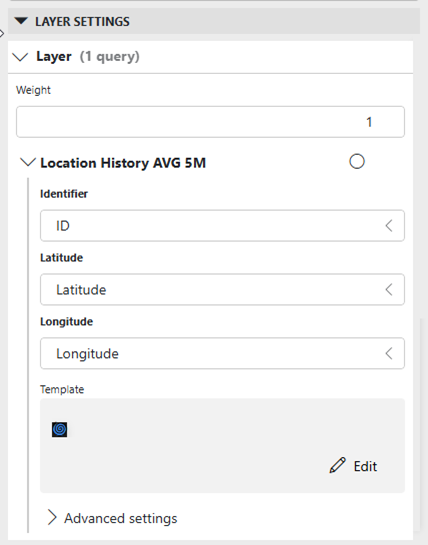 LAYER SETTINGS
Layer (1 query)
Weight
1
Location History AVG 5M
Identifier
ID
Latitude
Latitude
Longitude
Longitude
Template
Edit
Advanced settings